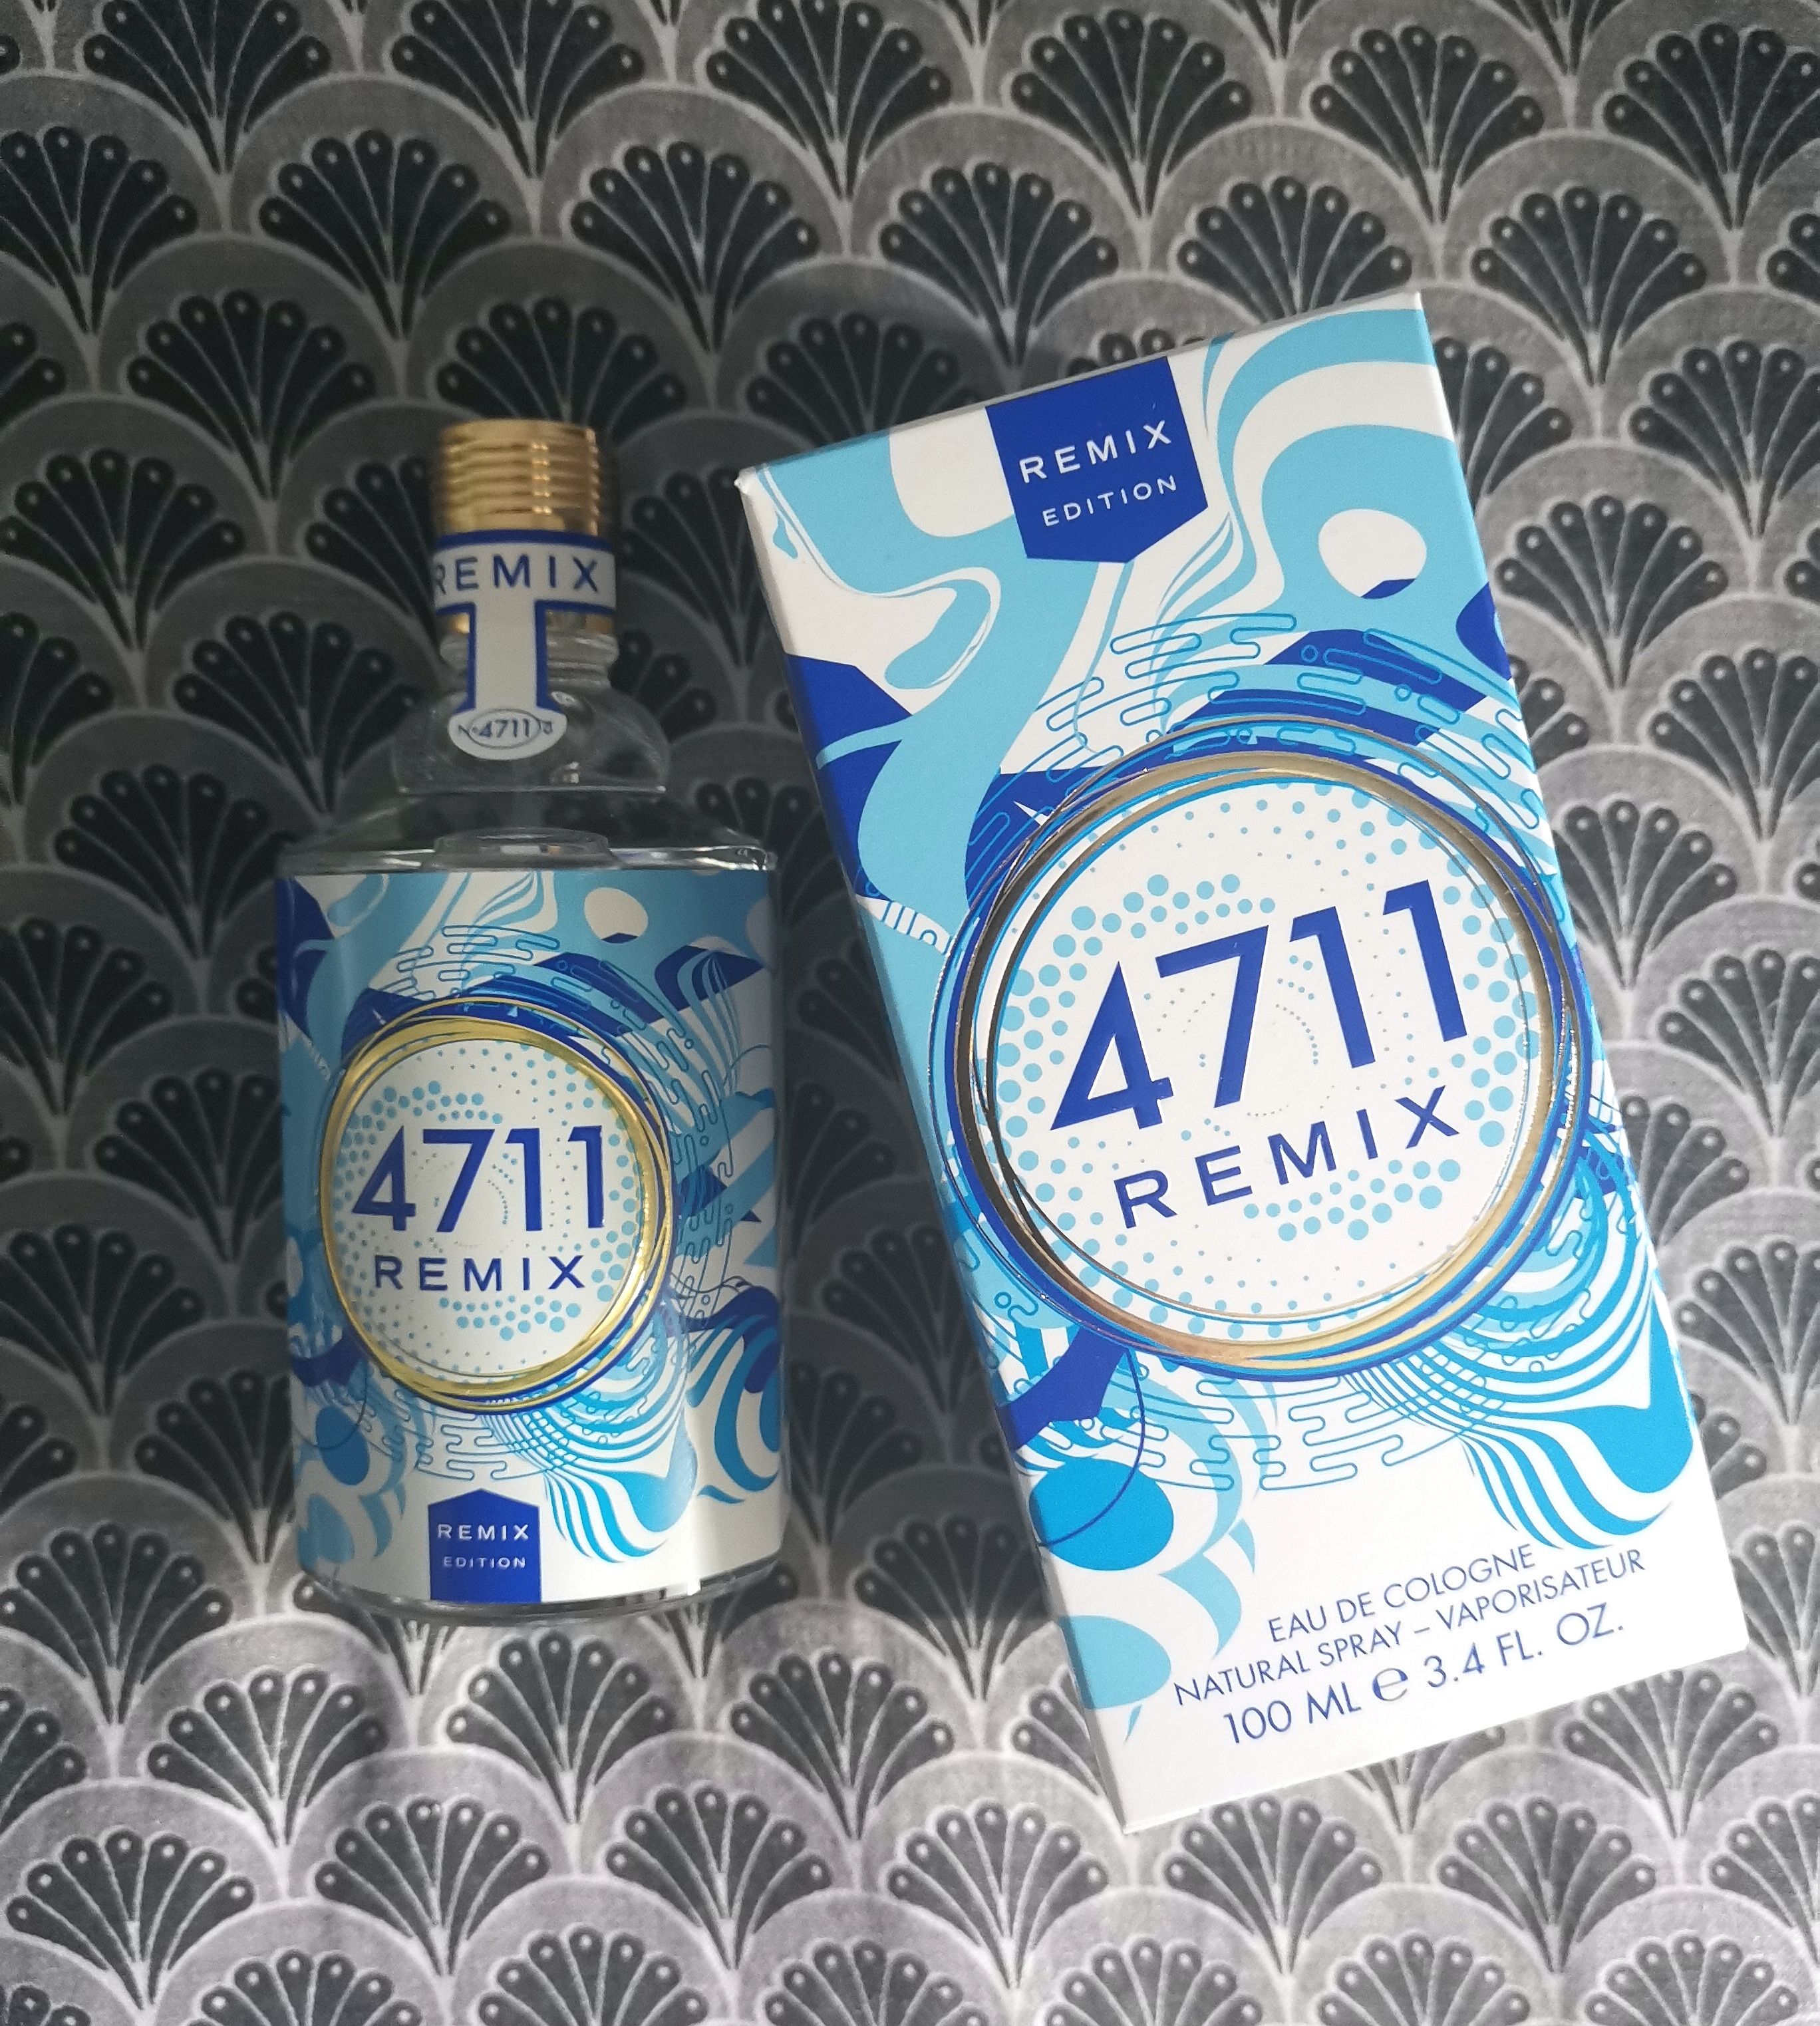 REMIX
Nº4711
4711
REMIX
REMIX
EDITION
REMIX
EDITION
4711
REMIX
EAU DE COLOGNE
NATURAL SPRAY – VAPORISATEUR
100 ML ℮ 3.4 FL. OZ.